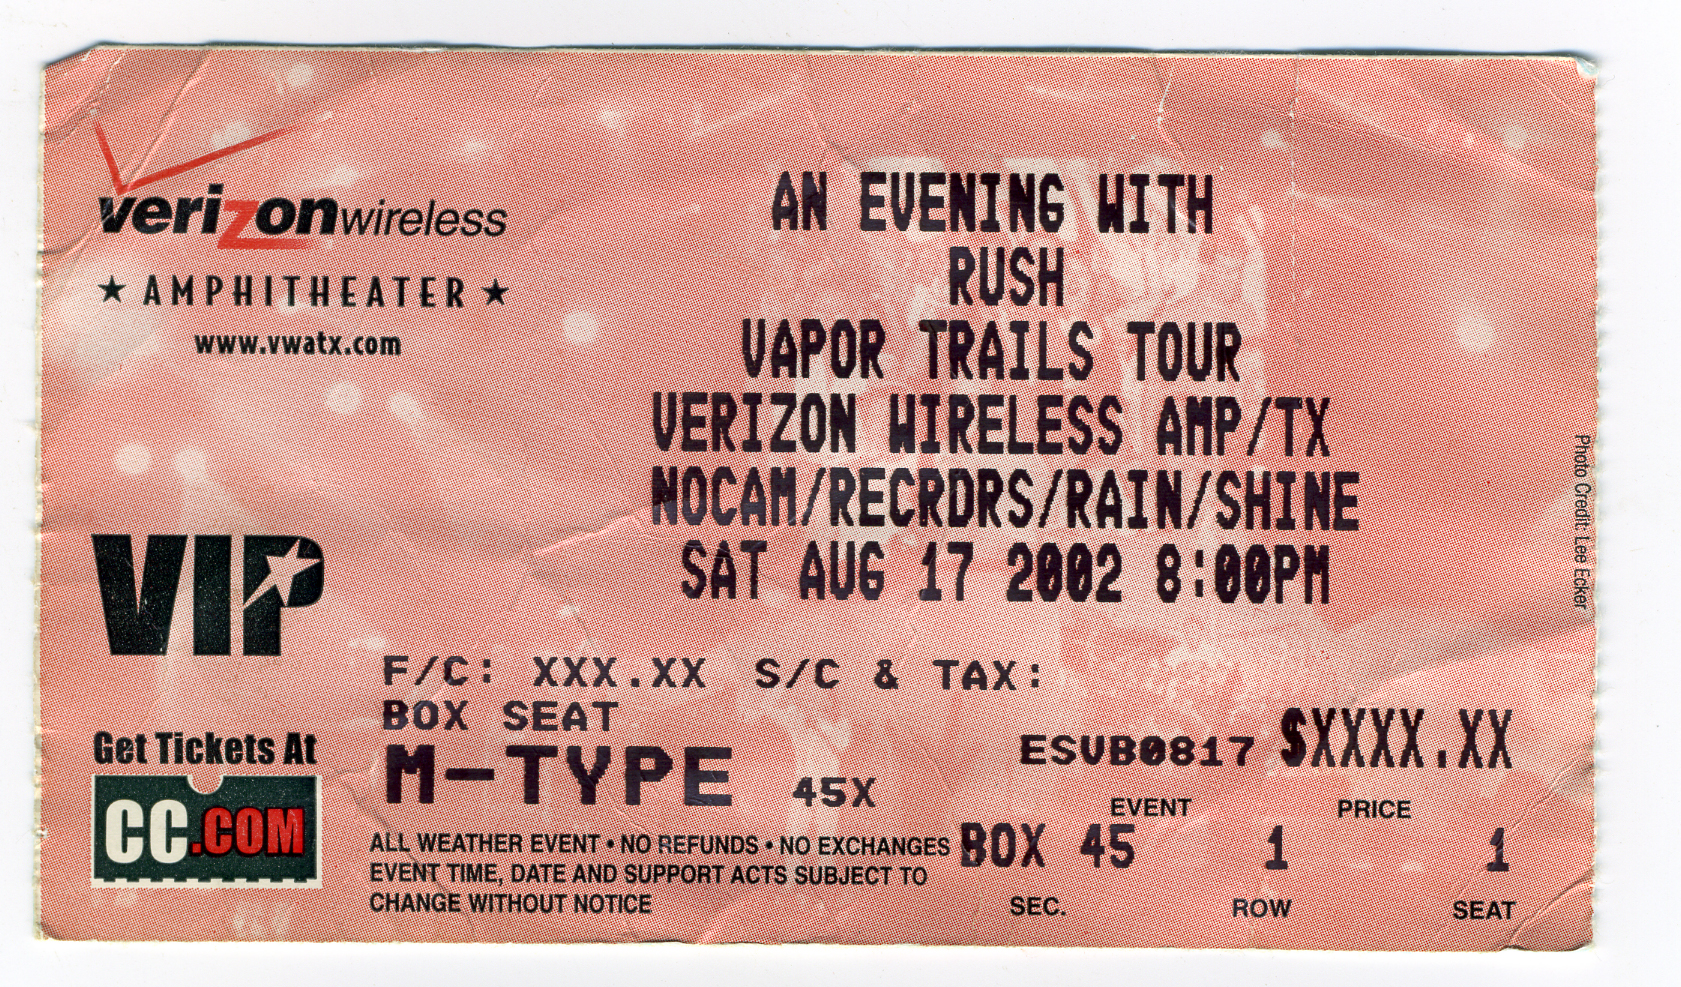 verizonwireless
★ AMPHITHEATER ★
www.vwatx.com
AN EVENING WITH
RUSH
VAPOR TRAILS TOUR
VERIZON WIRELESS AMP/TX
NOCAM/RECRDRS/RAIN/SHINE
SAT AUG 17 2002 8:00PM
Photo Credit: Lee Ecker
VIP
Get Tickets At
CC.COM
F/C: XXX.XX S/C & TAX:
BOX SEAT
M-TYPE 45X
ESVB0817 $XXXX.XX
EVENT PRICE
BOX 45 1 1
SEC. ROW SEAT
ALL WEATHER EVENT • NO REFUNDS • NO EXCHANGES
EVENT TIME, DATE AND SUPPORT ACTS SUBJECT TO
CHANGE WITHOUT NOTICE